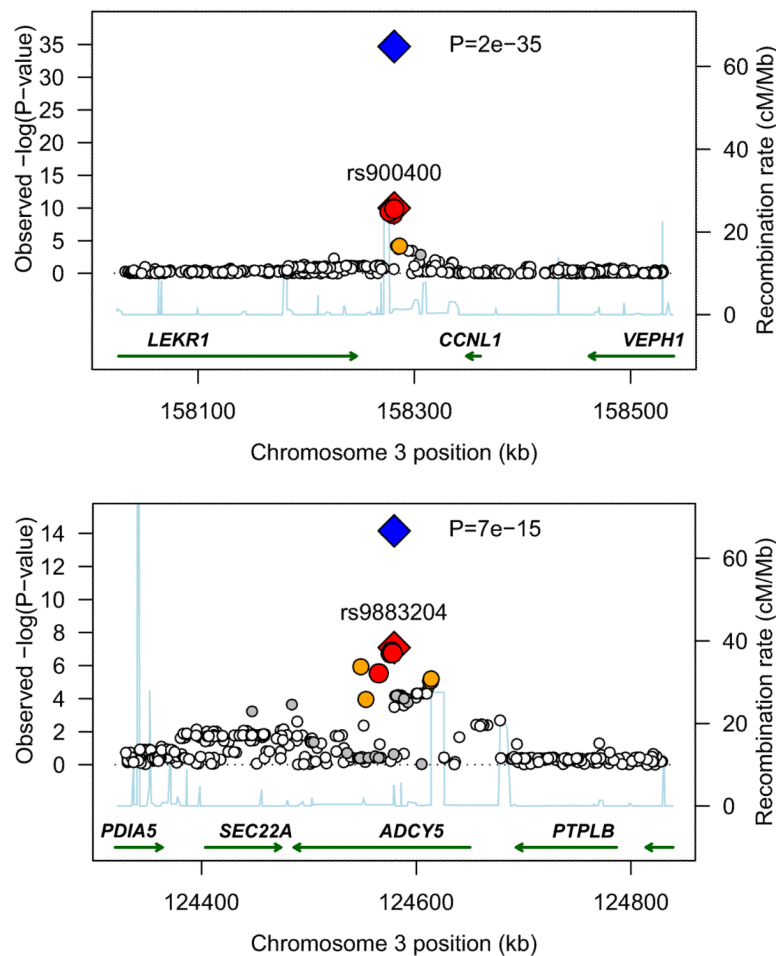 Observed −log(P−value)
35
30
25
20
15
10
5
0
P=2e−35
rs900400
60
40
20
0
Recombination rate (cM/Mb)
LEKR1
CCNL1
VEPH1
158100
158300
158500
Chromosome 3 position (kb)
Observed −log(P−value)
14
12
10
8
6
4
2
0
P=7e−15
rs9883204
60
40
20
0
Recombination rate (cM/Mb)
PDIA5
SEC22A
ADCY5
PTPLB
124400
124600
124800
Chromosome 3 position (kb)